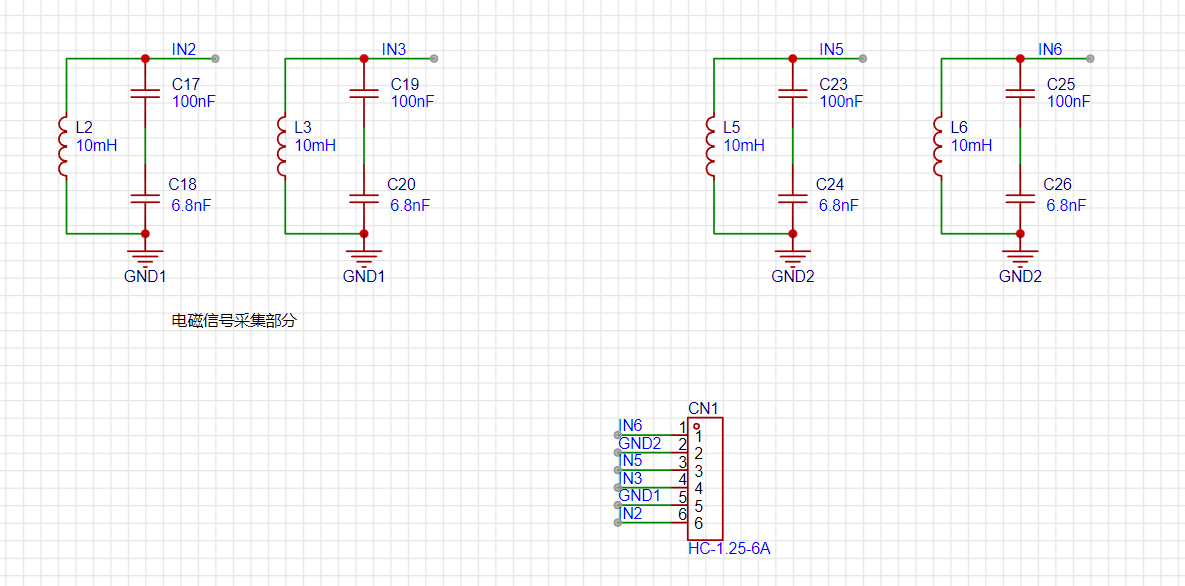 IN2
IN3
IN5
IN6
C17
100nF
C19
100nF
C23
100nF
C25
100nF
L2
10mH
L3
10mH
L5
10mH
L6
10mH
C18
6.8nF
C20
6.8nF
C24
6.8nF
C26
6.8nF
GND1
GND1
GND2
GND2
电磁信号采集部分
CN1
IN6 1 1
GND2 2 2
IN5 3 3
IN3 4 4
GND1 5 5
IN2 6 6
HC-1.25-6A